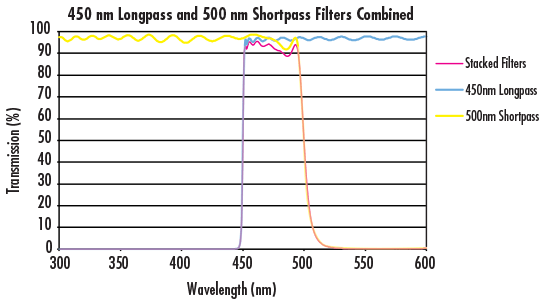 450 nm Longpass and 500 nm Shortpass Filters Combined
100
90
80
70
60
50
40
30
20
10
0
Transmission (%)
300 350 400 450 500 550 600
Wavelength (nm)
Stacked Filters
450nm Longpass
500nm Shortpass